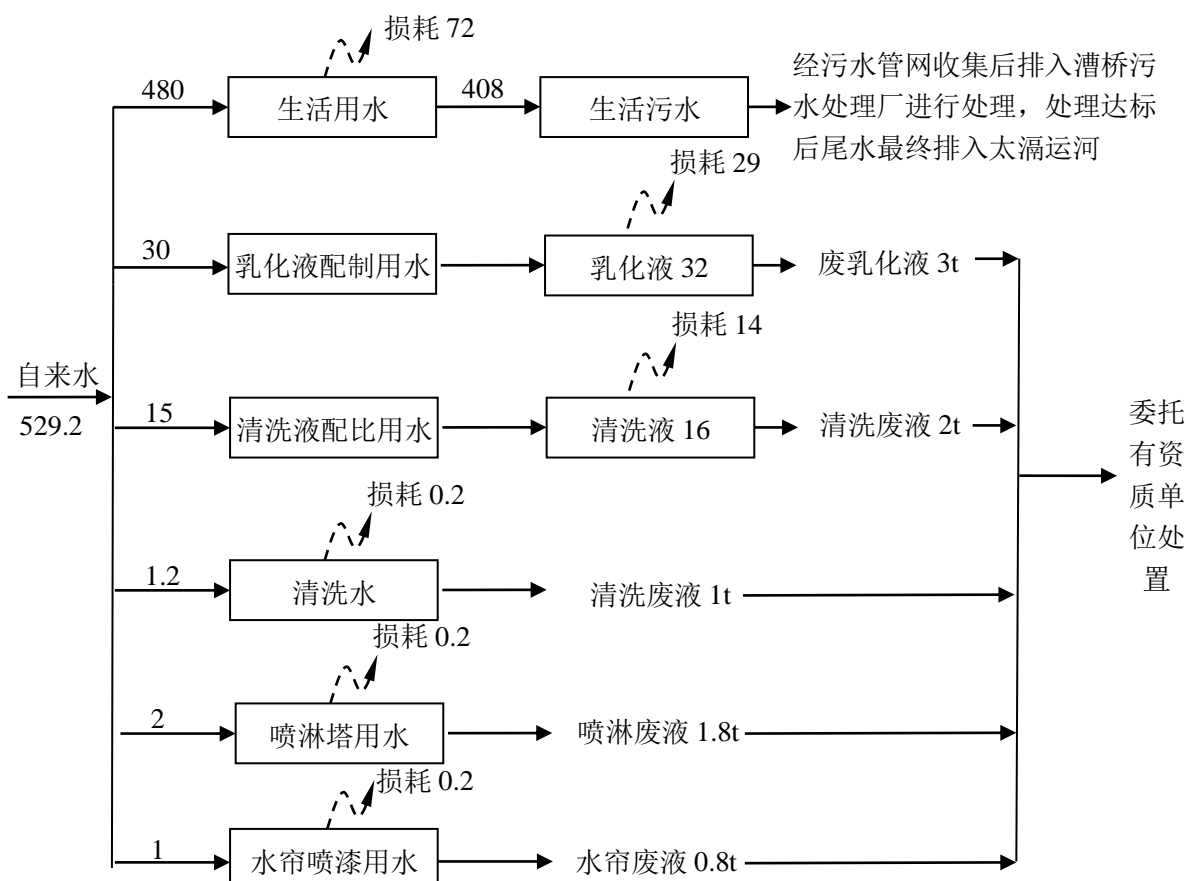 损耗 72
480
生活用水
408
生活污水
经污水管网收集后排入漕桥污
水处理厂进行处理，处理达标
后尾水最终排入太滆运河
损耗 29
30
乳化液配制用水
乳化液 32
废乳化液 3t
损耗 14
自来水
529.2
15
清洗液配比用水
清洗液 16
清洗废液 2t
委托
有资
质单
位处
置
损耗 0.2
1.2
清洗水
清洗废液 1t
损耗 0.2
2
喷淋塔用水
喷淋废液 1.8t
损耗 0.2
1
水帘喷漆用水
水帘废液 0.8t